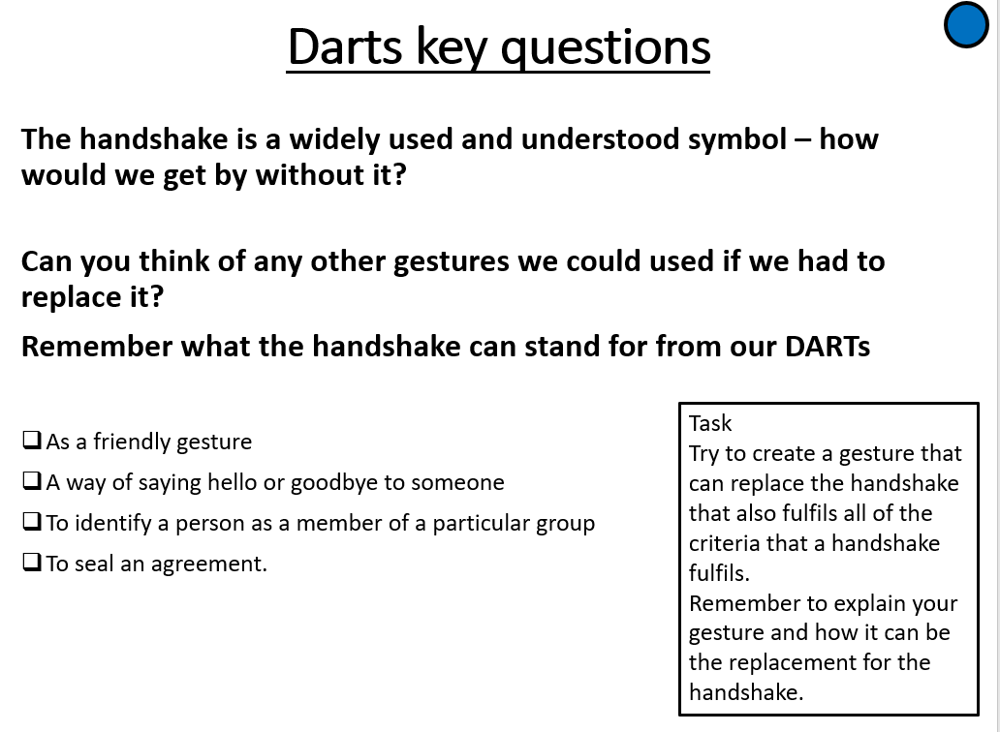 Darts key questions
The handshake is a widely used and understood symbol – how
would we get by without it?
Can you think of any other gestures we could used if we had to
replace it?
Remember what the handshake can stand for from our DARTs
❑ As a friendly gesture
❑ A way of saying hello or goodbye to someone
❑ To identify a person as a member of a particular group
❑ To seal an agreement.
Task
Try to create a gesture that
can replace the handshake
that also fulfils all of the
criteria that a handshake
fulfils.
Remember to explain your
gesture and how it can be
the replacement for the
handshake.